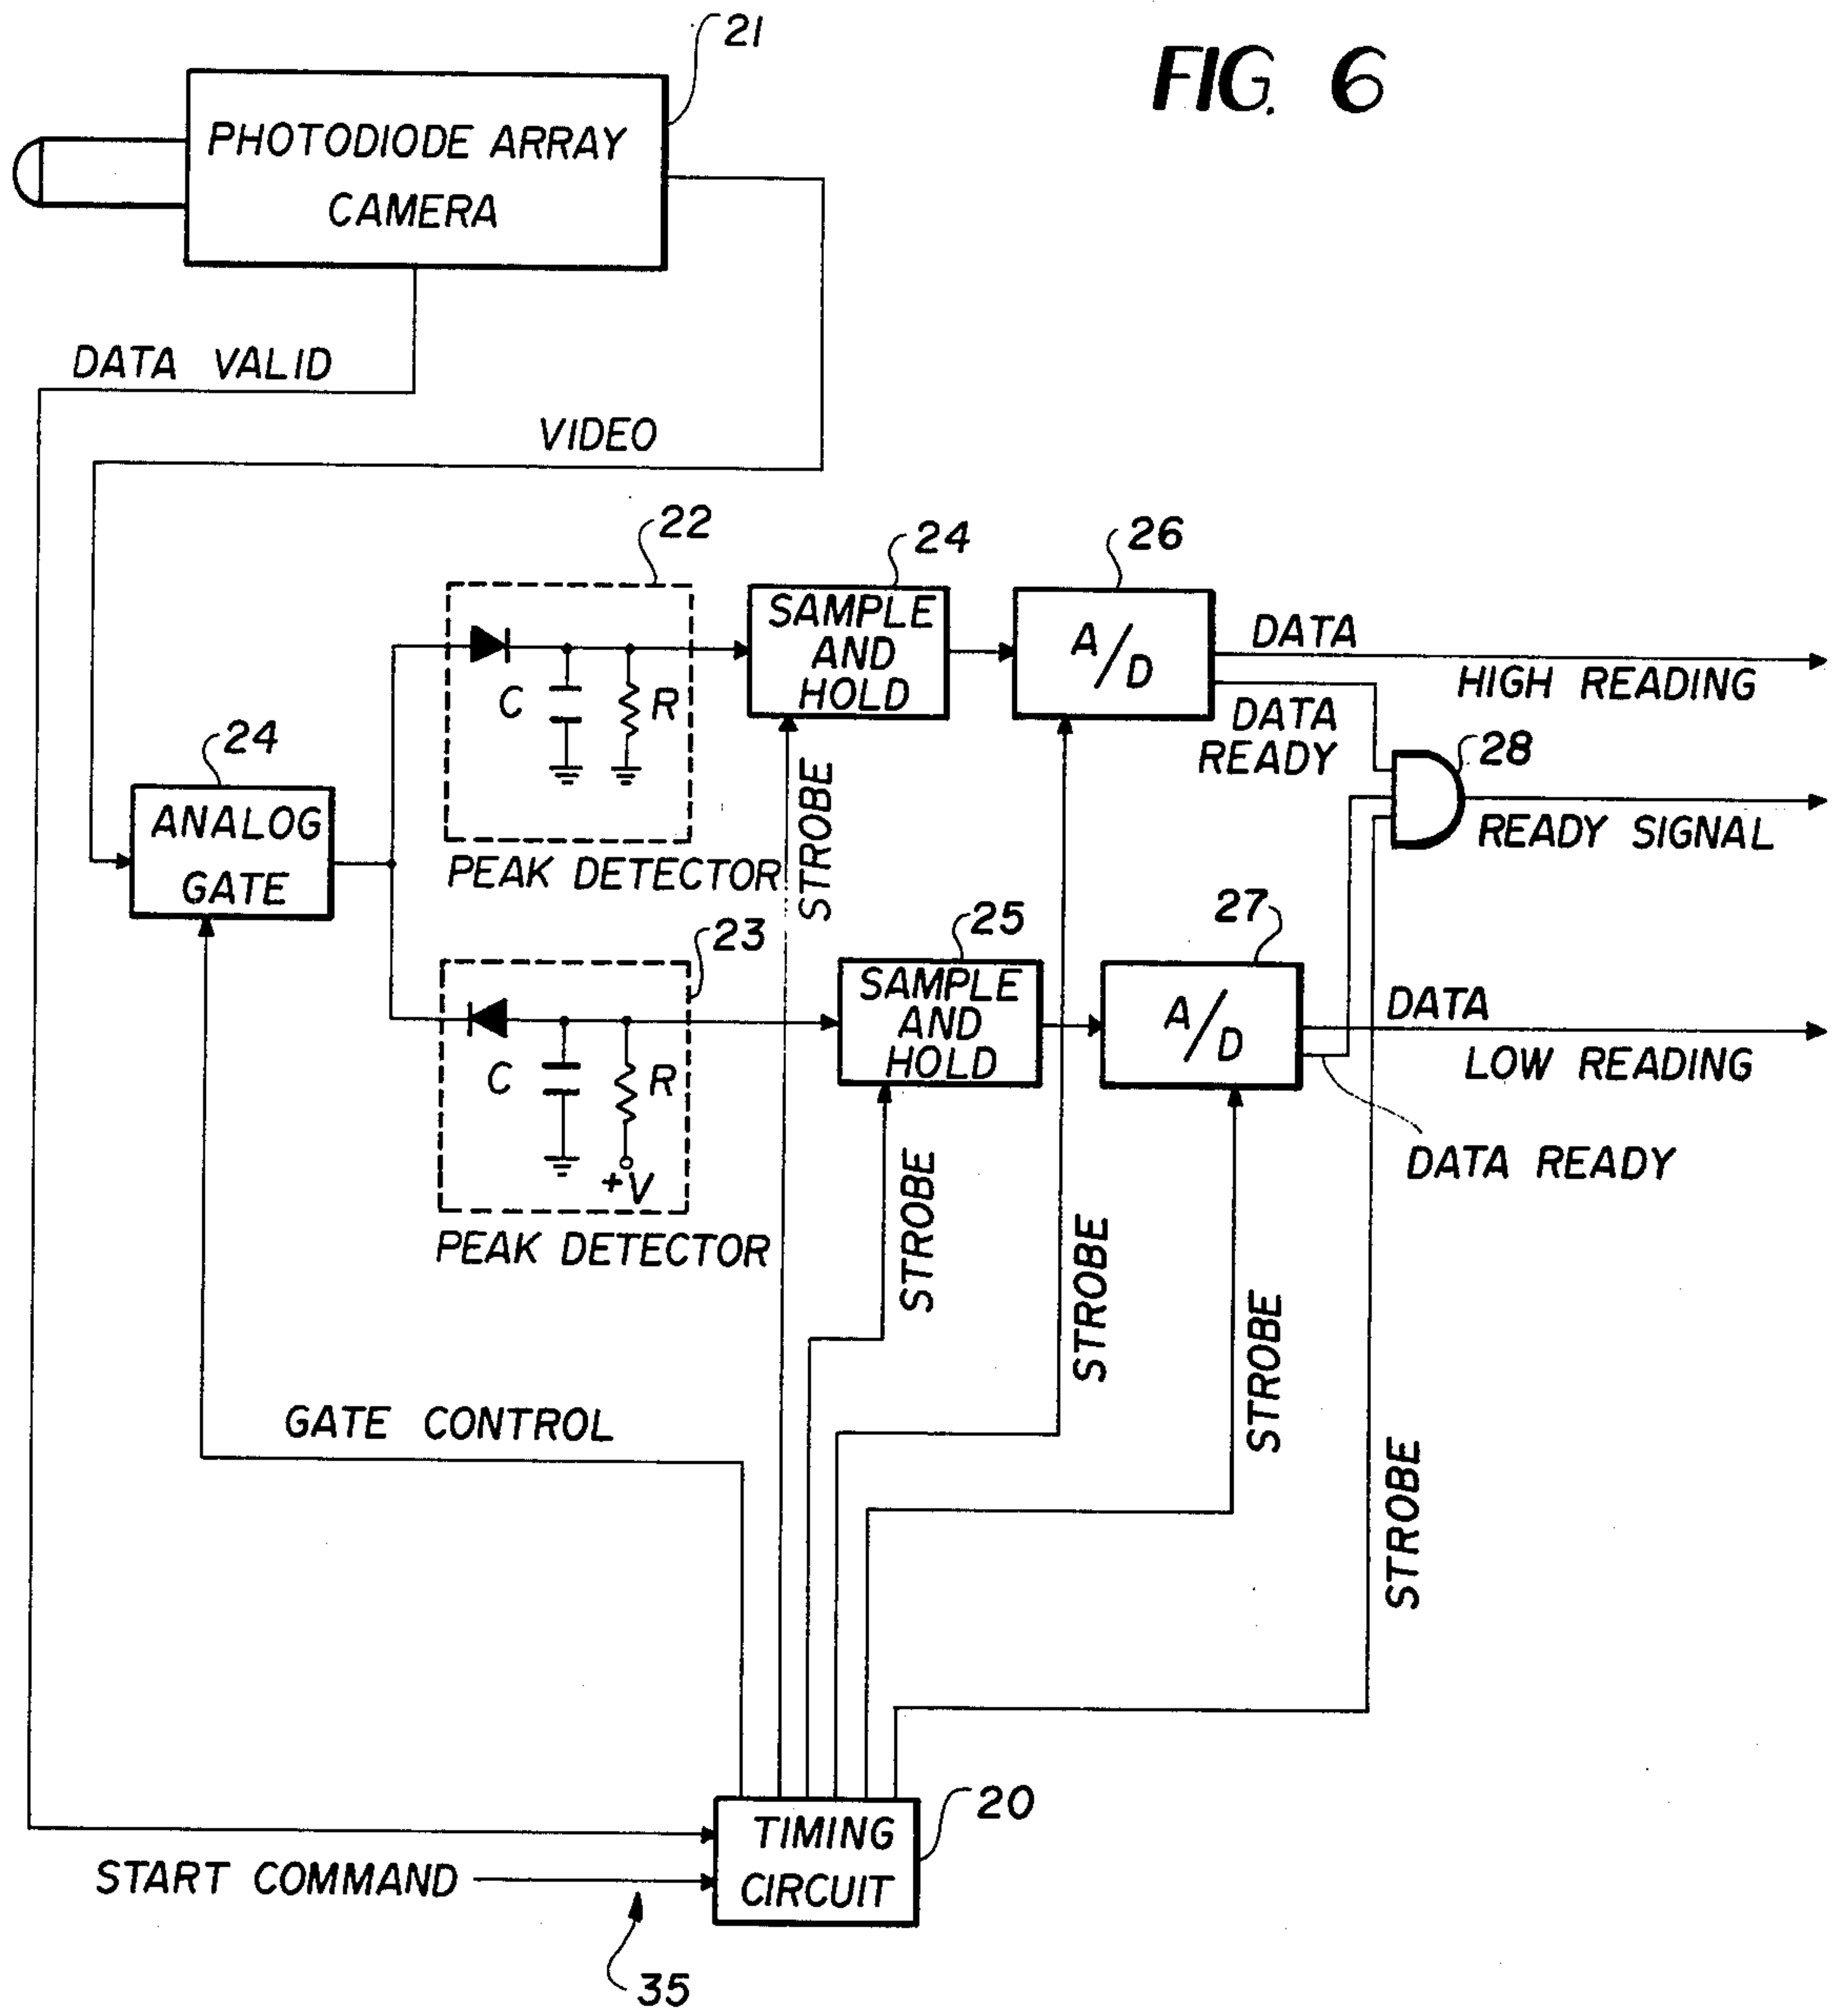 FIG. 6
21
PHOTODIODE ARRAY
CAMERA
DATA VALID
VIDEO
22
24
26
SAMPLE
AND
HOLD
A/D
DATA
HIGH READING
C
R
DATA
READY
28
READY SIGNAL
24
ANALOG
GATE
PEAK DETECTOR
STROBE
23
25
27
SAMPLE
AND
HOLD
A/D
DATA
LOW READING
C
R
+V
DATA READY
PEAK DETECTOR
STROBE
STROBE
STROBE
STROBE
GATE CONTROL
20
TIMING
CIRCUIT
START COMMAND
35